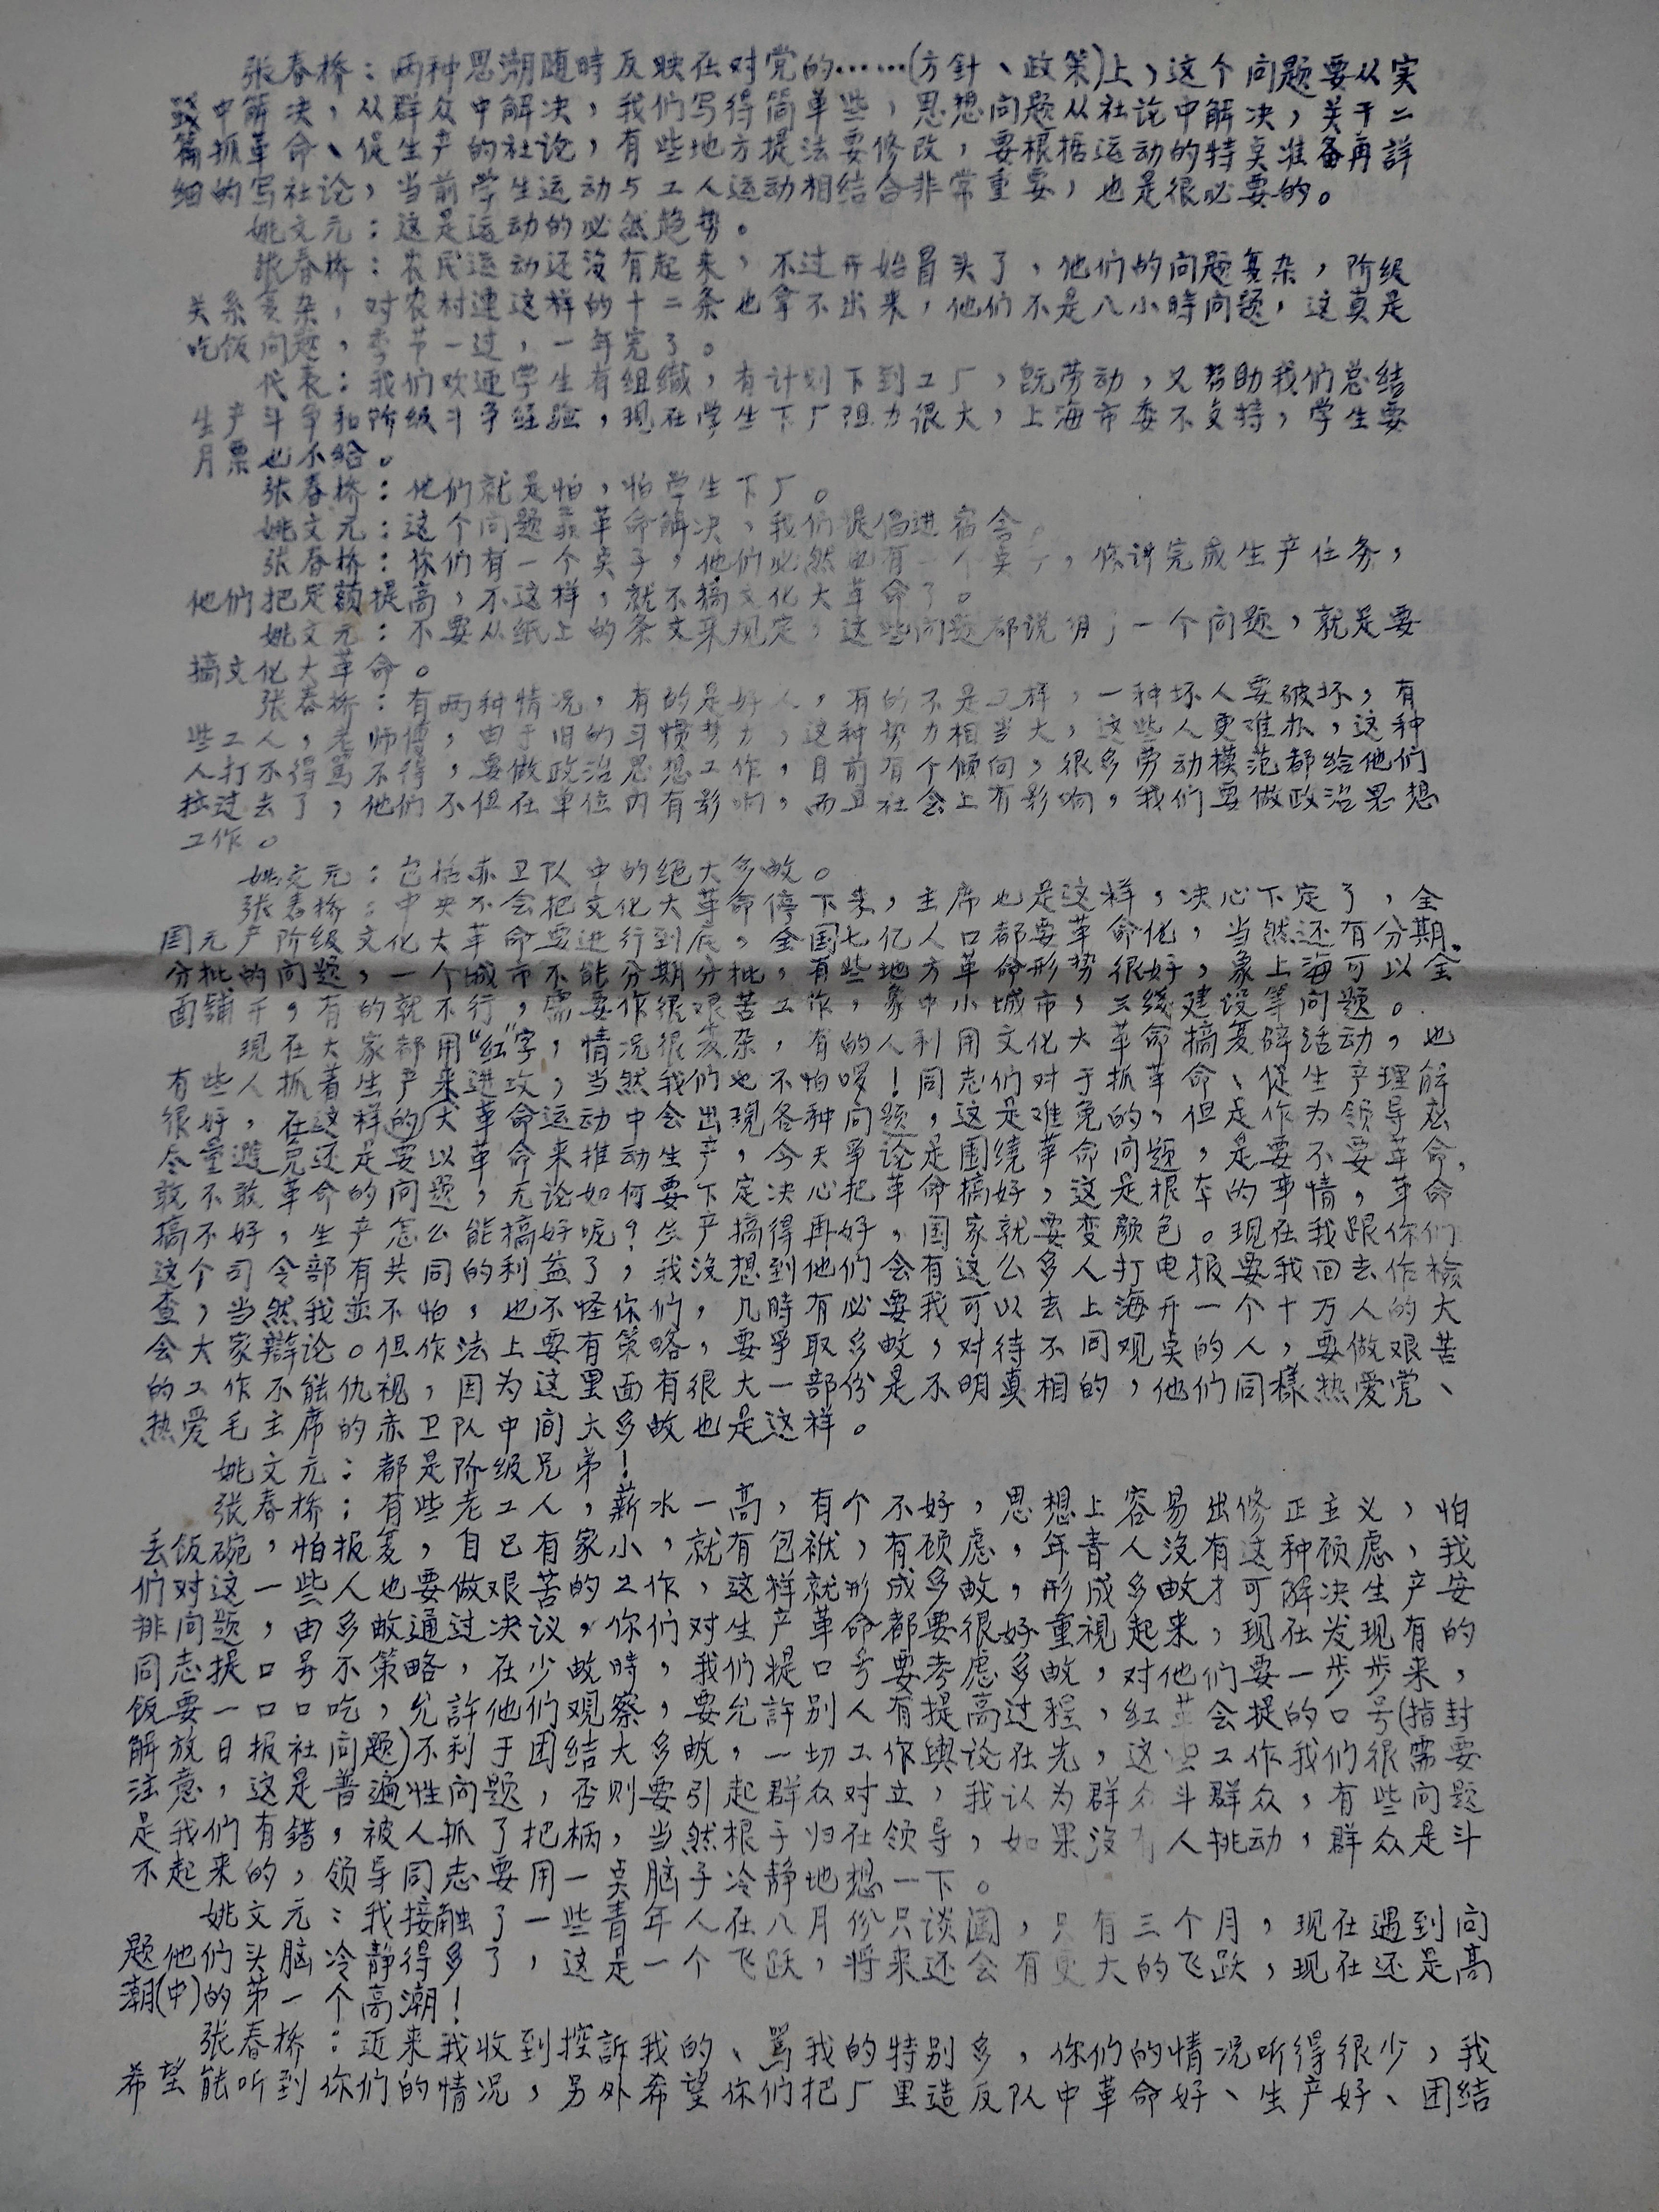 张春桥：两种思潮随時反映在对党的……(方針、政策)上，这个问题要从实
践中解决，从群众中解决，我们写得简单些，思想问题从社论中解决，关于二
篇抓革命、促生产的社论，有些地方提法要修改，要根据运动的特点准备再詳
细的写社论，当前学生运动与工人运动相结合非常重要，也是很必要的。
姚文元：这是运动的必然趋势。
张春桥：农民运动还没有起来，不过开始冒头了，他们的问题复杂，阶级
关系复杂，对农村連这样的十二条也拿不出来，他们不是八小時问题，这真是
吃饭问题，季节一过，一年完了。
代表：我们欢迎学生有组織，有计划下到工厂，既劳动，又帮助我们总结
生产斗争和阶级斗争经验，现在学生下厂阻力很大，上海市委不支持，学生要
月票也不给。
张春桥：他们就是怕，怕学生下厂。
姚文元：这个问题靠革命解决，我们提倡进宿舍。
张春桥：你们有一个点子，他们必然也有一个点子，你讲完成生产任务，
他们把定额提高，不这样，就不搞文化大革命了。
姚文元：不要从纸上的条文来规定，这些问题都说明了一个问题，就是要
搞文化大革命。
张春桥：有两种情况，有的是好人，有的不是这样，一种坏人要破坏，有
些工人，老师傅，由于旧的习惯势力，这种势力相当大，这些人更难办，这种
人打不得罵不得，要做政治思想工作，目前有个倾向，很多劳动模范都给他们
拉过去了，他们不但在单位内有影响，而且社会上有影响，我们要做政治思想
工作。
姚文元：包括赤卫队中的绝大多数。
张春桥：中央不会把文化大革命停下来，主席也是这样，决心下定了，全
国无产阶级文化大革命要进行到底，全国七亿人口都要革命化，当然还有分期
分批的问题，一个城市不能分期分批，有些地方革命形势很好，象上海可以全
面鋪开，有的就不行，需要作很艰苦工作，象中小城市，三线建设等问题。
现在大家都用“红”字，情况很复杂，有的人利用文化大革命搞复辟活动，也
有些人抓着生产来进攻，当然我们也不怕啰！同志们对于抓革命、促生产理解
很好，在这样的大革命运动中会出现各种问题，这是难免的，但是作为领导应
尽量避免还是要以革命来推动生产，今天争论是围绕革命问题，是要不要革命，
敢不敢革命的问题，无论如何要下定决心把革命搞好，这是根本的事情，革命
搞不好，生产怎么能搞好呢？生产搞得再好，国家就要变颜色。现在我跟你们
这个司令部有共同的利益了，我没想到他们会有这么多人打电报要我回去作檢
查，当然我並不怕，也不怪你们，几時有必要我可以去上海开一个十万人的大
会大家辯论。但作法上要有策略，要爭取多数，对待不同观点的人，要做艰苦
的工作不能仇视，因为这里面有很大一部份是不明真相的，他们同樣热爱党、
热爱毛主席的赤卫队中间大多数也是这样。
姚文元：都是阶级兄弟！
张春桥：有些老工人，薪水一高，有个不好，思想上容易出修正主义，怕
丢饭碗，怕报复，自己有家小，就有包袱，有顾虑，年青人没有这种顾虑，我
们对这一些人也要做艰苦的工作，这样就形成多数，形成多数才可解决生产安
排问题，由多数通过决议，你们对生产革命都要很好重視起来，现在发现有的
同志提口号不策略，在少数時，我们提口号要考虑多数，对他们要一步步来，
饭要一口口吃，允許他们观察，要允許别人有提高过程，红革会提的口号(指封
解放日报社问题)不利于团结大多数，一切工作舆论在先，这些工作我们很需要
注意，这是普遍性问题，否则要引起群众对立，我认为群众斗群众，有些问题
是我们有错，被人抓了把柄，当然根子归在领导，如果沒有人挑动，群众是斗
不起来的，领导同志要用一点脑子冷静地想一下。
姚文元：我接触了一些青年人在八月份只谈闖，只有三个月，现在遇到问
题他们头脑冷静得多了，这是一个飞跃，将来还会有更大的飞跃，现在还是高
潮(中)的第一个高潮！
张春桥：近来我收到控訴我的、罵我的特别多，你们的情况听得很少，我
希望能听到你们的情况，另外希望你们把厂里造反队中革命好、生产好、团结